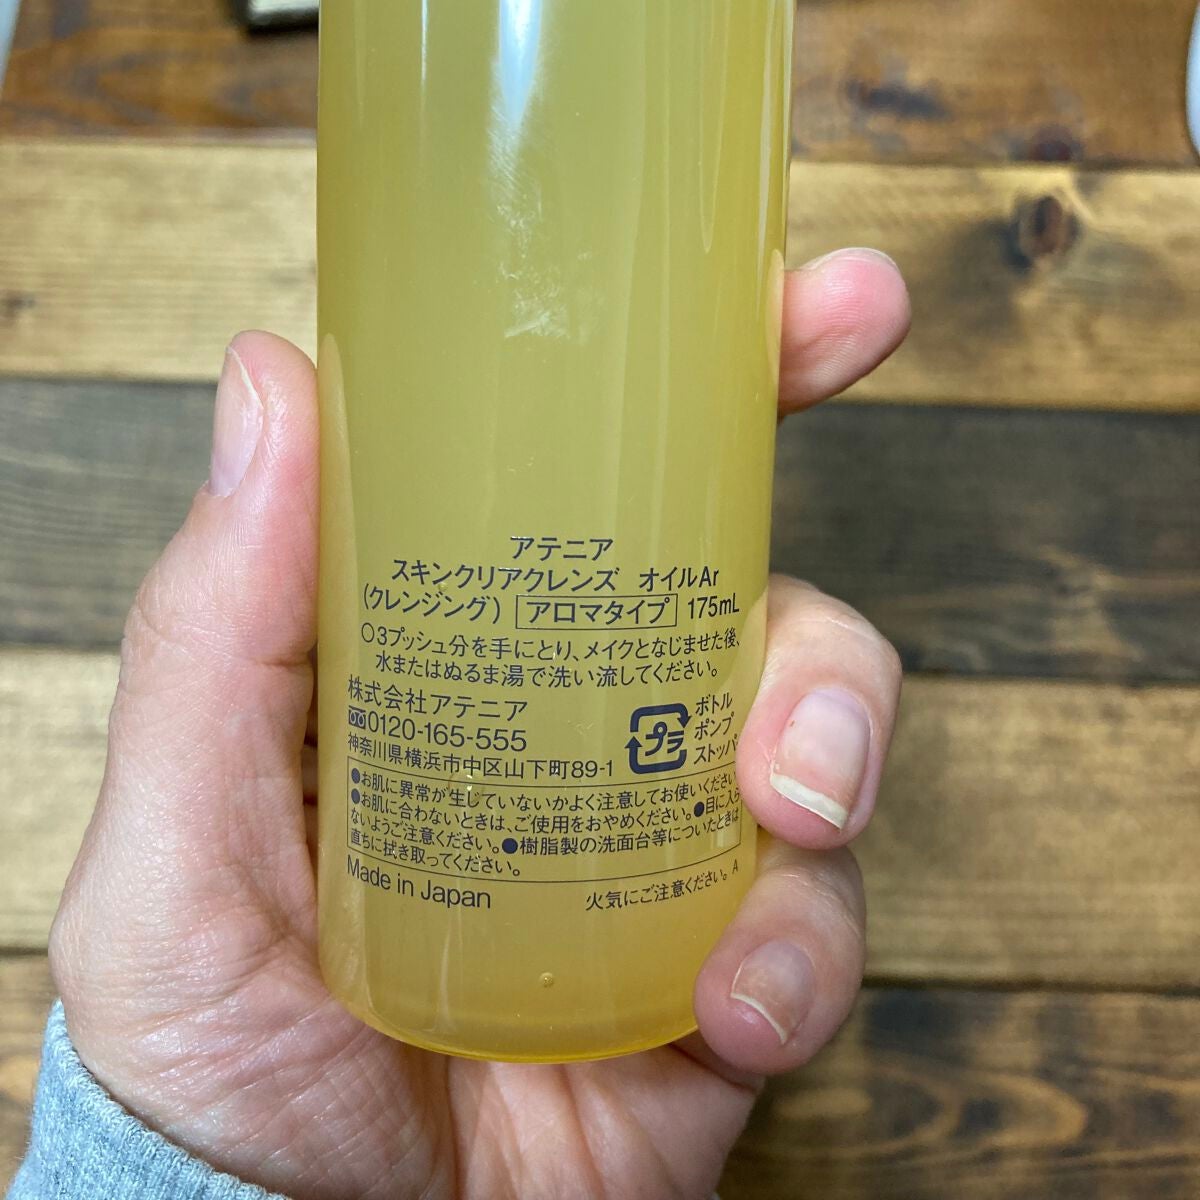 アテニア
スキンクリアクレンズ オイルAr
(クレンジング) アロマタイプ 175mL
○3プッシュ分を手にとり、メイクとなじませた後、
水またはぬるま湯で洗い流してください。
株式会社アテニア
0120-165-555
神奈川県横浜市中区山下町89-1
プラ
ボトル
ポンプ
ストッパー
●お肌に異常が生じていないかよく注意してお使いください。
●お肌に合わないときは、ご使用をおやめください。●目に入ら
ないようご注意ください。●樹脂製の洗面台等についたときは
直ちに拭き取ってください。
Made in Japan
火気にご注意ください。 A